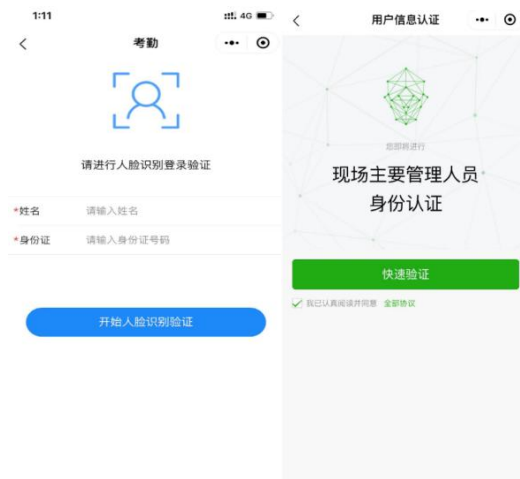 1:11
4G
考勤
请进行人脸识别登录验证
*姓名 请输入姓名
*身份证 请输入身份证号码
开始人脸识别验证
用户信息认证
您即将进行
现场主要管理人员
身份认证
快速验证
我已认真阅读并同意 全部协议